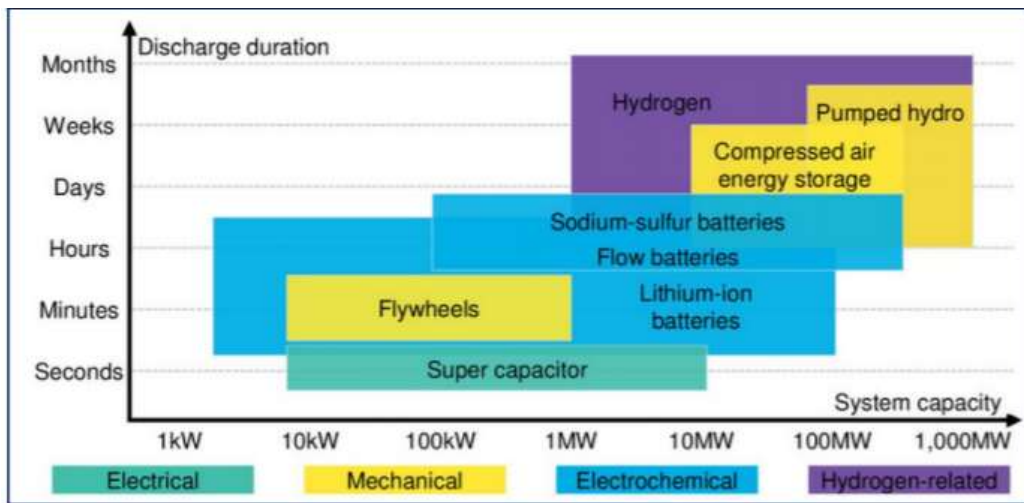 Discharge duration
Months
Hydrogen
Pumped hydro
Weeks
Compressed air
energy storage
Days
Sodium-sulfur batteries
Hours
Flow batteries
Lithium-ion
batteries
Minutes
Flywheels
Seconds
Super capacitor
System capacity
1kW 10kW 100kW 1MW 10MW 100MW 1,000MW
Electrical Mechanical Electrochemical Hydrogen-related